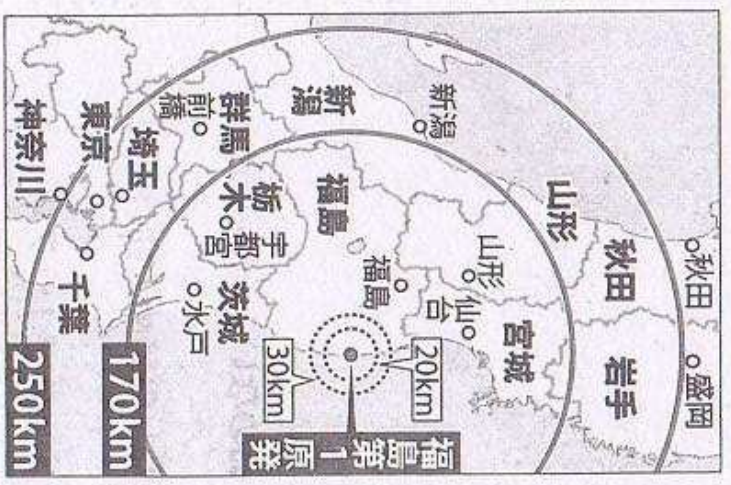 秋田
盛岡
秋田
岩手
山形
宮城
山形
仙台
新潟
新潟
福島
福島
20km
30km
福島第1原発
群馬
前橋
栃木
宇都宮
茨城
水戸
埼玉
東京
神奈川
千葉
170km
250km